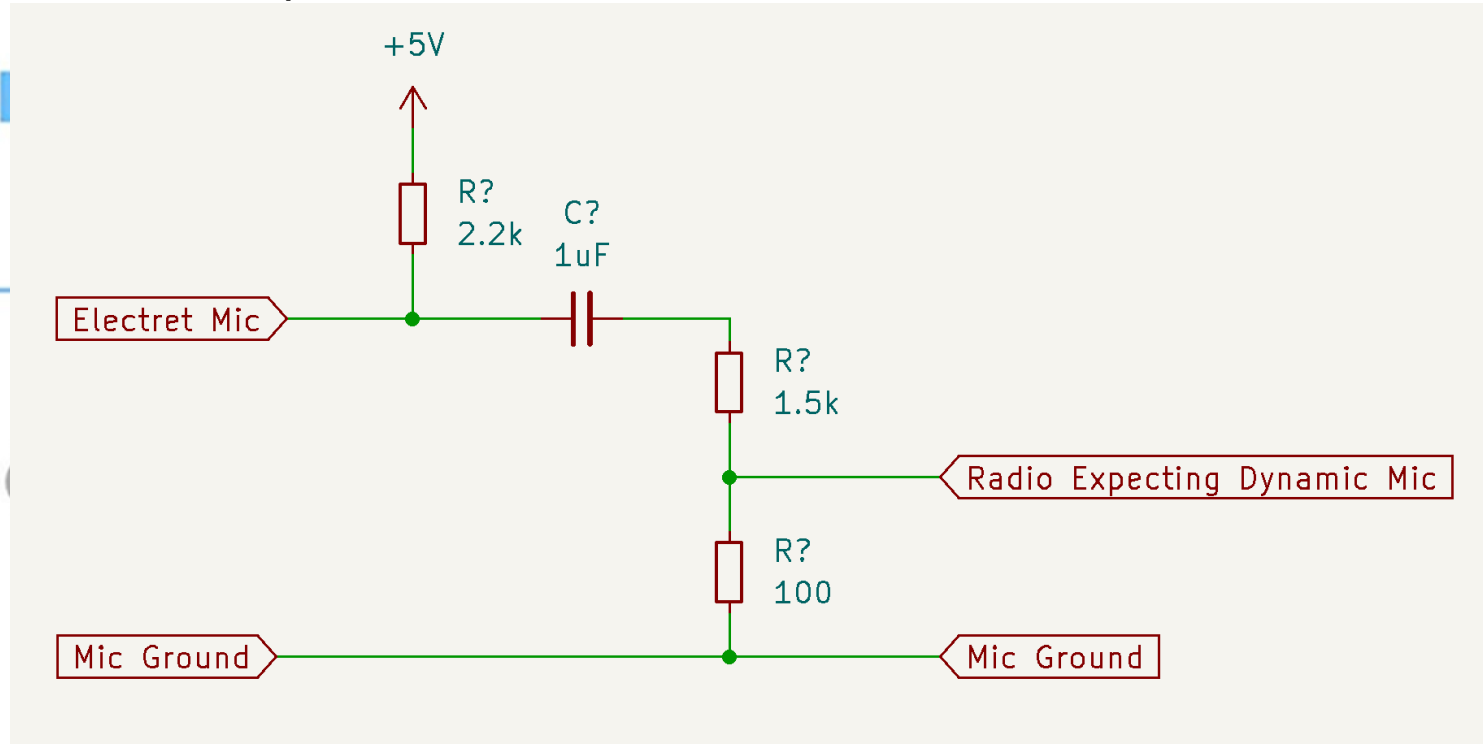 +5V
R?
2.2k
C?
1uF
Electret Mic
R?
1.5k
Radio Expecting Dynamic Mic
R?
100
Mic Ground
Mic Ground